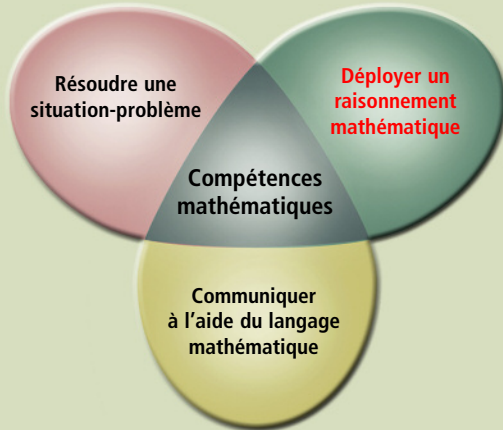 Résoudre une
situation-problème
Déployer un
raisonnement
mathématique
Compétences
mathématiques
Communiquer
à l’aide du langage
mathématique